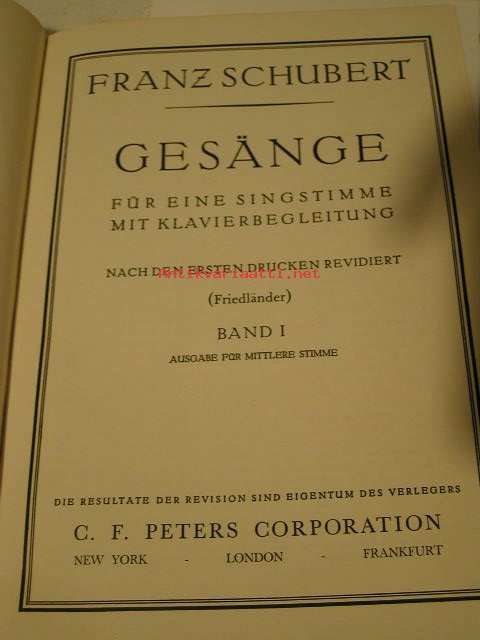 FRANZ SCHUBERT
GESÄNGE
FÜR EINE SINGSTIMME
MIT KLAVIERBEGLEITUNG
NACH DEN ERSTEN DRUCKEN REVIDIERT
Antikvariaatti.net
(Friedländer)
BAND I
AUSGABE FÜR MITTLERE STIMME
DIE RESULTATE DER REVISION SIND EIGENTUM DES VERLEGERS
C. F. PETERS CORPORATION
NEW YORK - LONDON - FRANKFURT